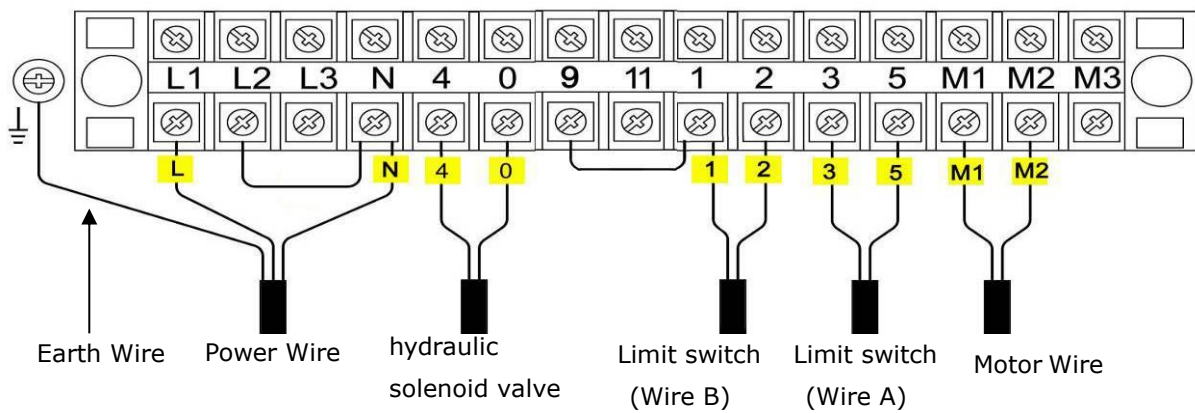 L1 L2 L3 N 4 0 9 11 1 2 3 5 M1 M2 M3
L N 4 0 1 2 3 5 M1 M2
Earth Wire
Power Wire
hydraulic
solenoid valve
Limit switch
(Wire B)
Limit switch
(Wire A)
Motor Wire